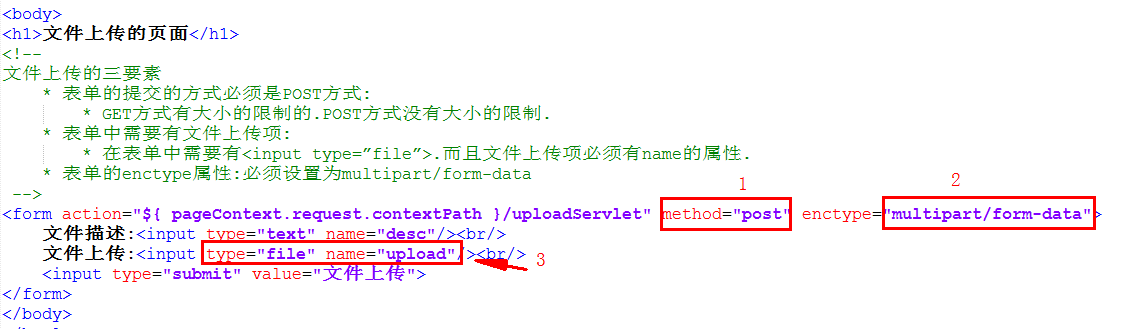 <body>
<h1>文件上传的页面</h1>
<!--
文件上传的三要素
* 表单的提交的方式必须是POST方式:
* GET方式有大小的限制的.POST方式没有大小的限制.
* 表单中需要有文件上传项:
* 在表单中需要有<input type=”file”>.而且文件上传项必须有name的属性.
* 表单的enctype属性:必须设置为multipart/form-data
-->
1
2
<form action="${ pageContext.request.contextPath }/uploadServlet" method="post" enctype="multipart/form-data">
文件描述:<input type="text" name="desc"/><br/>
文件上传:<input type="file" name="upload"/><br/>
3
<input type="submit" value="文件上传">
</form>
</body>